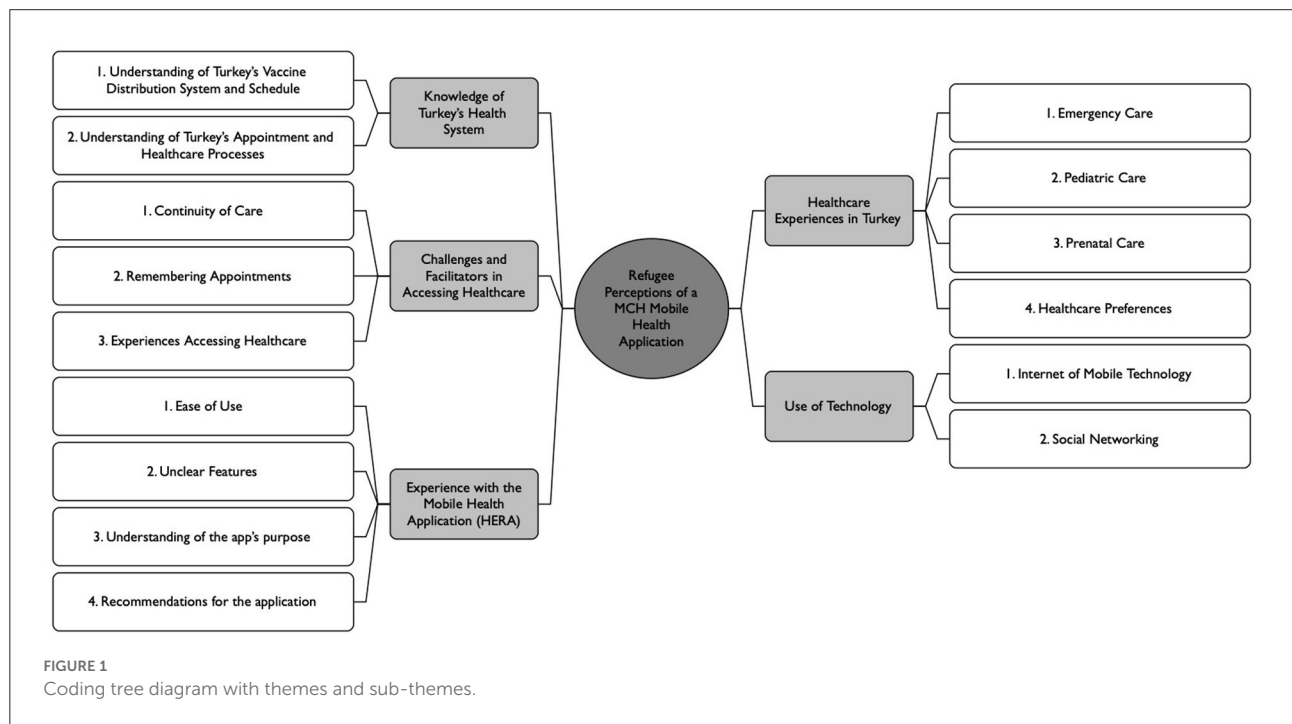 1. Understanding of Turkey's Vaccine
Distribution System and Schedule
2. Understanding of Turkey's Appointment and
Healthcare Processes
Knowledge of
Turkey's Health
System
1. Continuity of Care
2. Remembering Appointments
3. Experiences Accessing Healthcare
Challenges and
Facilitators in
Accessing Healthcare
1. Ease of Use
2. Unclear Features
3. Understanding of the app's purpose
4. Recommendations for the application
Experience with the
Mobile Health
Application (HERA)
Refugee
Perceptions of a
MCH Mobile
Health
Application
Healthcare
Experiences in Turkey
1. Emergency Care
2. Pediatric Care
3. Prenatal Care
4. Healthcare Preferences
Use of Technology
1. Internet of Mobile Technology
2. Social Networking
FIGURE 1
Coding tree diagram with themes and sub-themes.